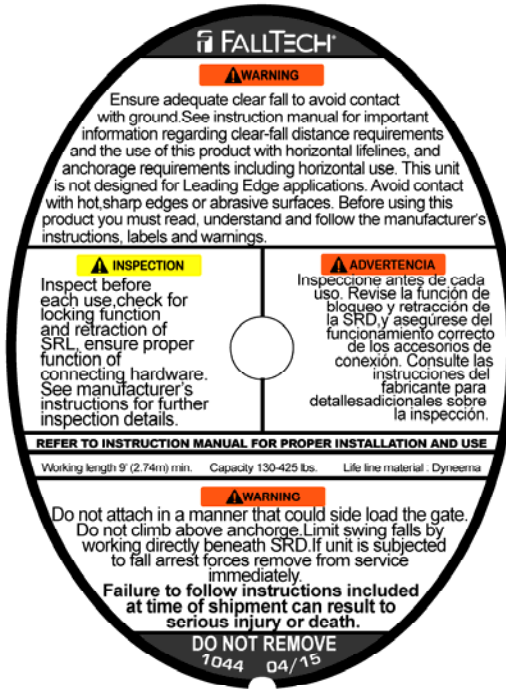 FALLTECH®
WARNING
Ensure adequate clear fall to avoid contact
with ground.See instruction manual for important
information regarding clear-fall distance requirements
and the use of this product with horizontal lifelines, and
anchorage requirements including horizontal use. This unit
is not designed for Leading Edge applications. Avoid contact
with hot,sharp edges or abrasive surfaces. Before using this
product you must read, understand and follow the manufacturer's
instructions, labels and warnings.
INSPECTION
Inspect before
each use,check for
locking function
and retraction of
SRL, ensure proper
function of
connecting hardware.
See manufacturer's
instructions for further
inspection details.
ADVERTENCIA
Inspeccione antes de cada
uso. Revise la función de
bloqueo y retracción de
la SRD,y asegúrese del
funcionamiento correcto
de los accesorios de
conexión. Consulte las
instrucciones del
fabricante para
detallesadicionales sobre
la inspección.
REFER TO INSTRUCTION MANUAL FOR PROPER INSTALLATION AND USE
Working length 9' (2.74m) min. Capacity 130-425 lbs. Life line material : Dyneema
WARNING
Do not attach in a manner that could side load the gate.
Do not climb above anchorge.Limit swing falls by
working directly beneath SRD.If unit is subjected
to fall arrest forces remove from service
immediately.
Failure to follow instructions included
at time of shipment can result to
serious injury or death.
DO NOT REMOVE
1044 04/15